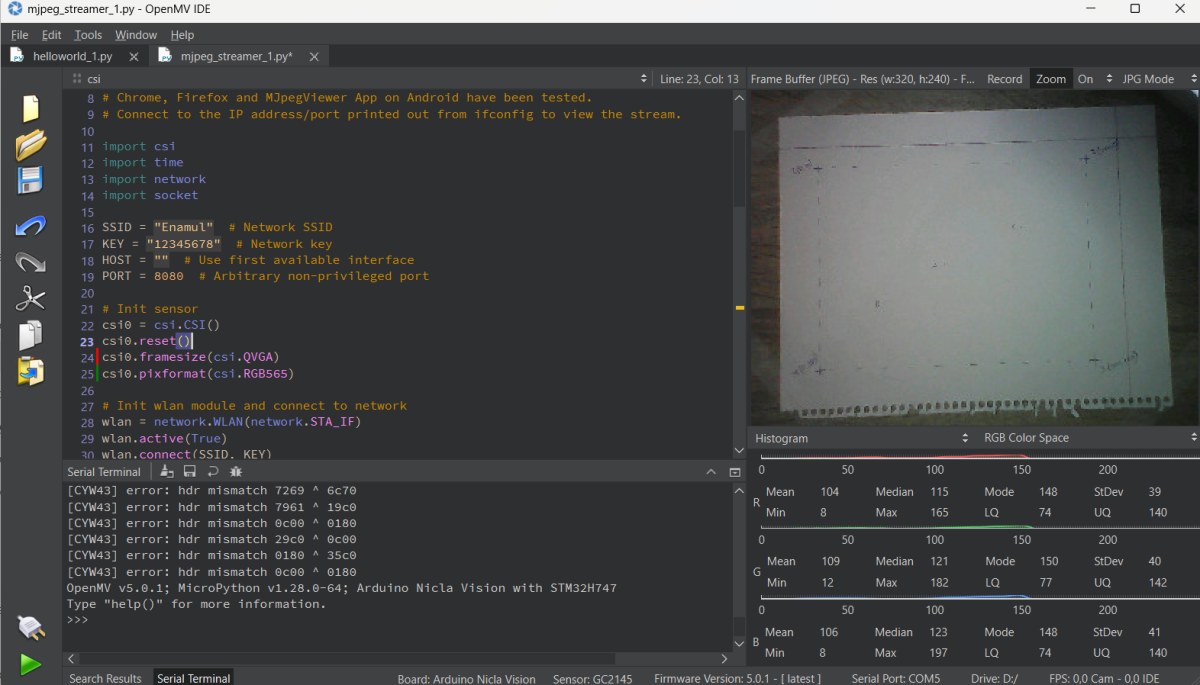 mjpeg_streamer_1.py - OpenMV IDE
File Edit Tools Window Help
helloworld_1.py mjpeg_streamer_1.py*
csi Line: 23, Col: 13 Frame Buffer (JPEG) - Res (w:320, h:240) - F... Record Zoom On JPG Mode
8 # Chrome, Firefox and MJpegViewer App on Android have been tested.
9 # Connect to the IP address/port printed out from ifconfig to view the stream.
10
11 import csi
12 import time
13 import network
14 import socket
15
16 SSID = "Enamul" # Network SSID
17 KEY = "12345678" # Network key
18 HOST = "" # Use first available interface
19 PORT = 8080 # Arbitrary non-privileged port
20
21 # Init sensor
22 csi0 = csi.CSI()
23 csi0.reset()
24 csi0.framesize(csi.QVGA)
25 csi0.pixformat(csi.RGB565)
26
27 # Init wlan module and connect to network
28 wlan = network.WLAN(network.STA_IF)
29 wlan.active(True)
30 wlan.connect(SSID, KEY)
Serial Terminal
[CYW43] error: hdr mismatch 7269 ^ 6c70
[CYW43] error: hdr mismatch 7961 ^ 19c0
[CYW43] error: hdr mismatch 0c00 ^ 0180
[CYW43] error: hdr mismatch 29c0 ^ 0c00
[CYW43] error: hdr mismatch 0180 ^ 35c0
[CYW43] error: hdr mismatch 0c00 ^ 0180
OpenMV v5.0.1; MicroPython v1.28.0-64; Arduino Nicla Vision with STM32H747
Type "help()" for more information.
>>>
Histogram RGB Color Space
0 50 100 150 200
R
Mean 104 Median 115 Mode 148 StDev 39
Min 8 Max 165 LQ 74 UQ 140
0 50 100 150 200
G
Mean 109 Median 121 Mode 150 StDev 40
Min 12 Max 182 LQ 77 UQ 142
0 50 100 150 200
B
Mean 106 Median 123 Mode 148 StDev 41
Min 8 Max 197 LQ 74 UQ 140
Search Results Serial Terminal Board: Arduino Nicla Vision Sensor: GC2145 Firmware Version: 5.0.1 - [ latest ] Serial Port: COM5 Drive: D:/ FPS: 0,0 Cam - 0,0 IDE